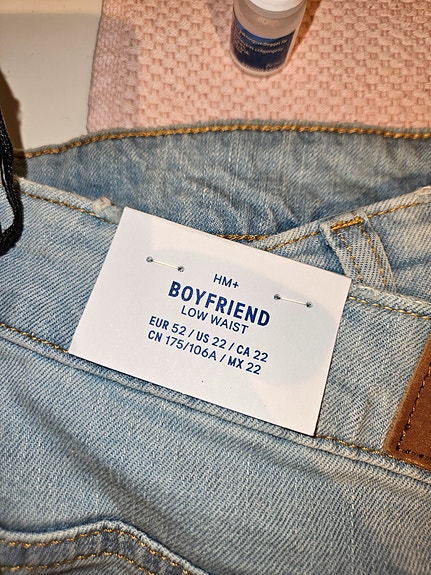 HM+
BOYFRIEND
LOW WAIST
EUR 52 / US 22 / CA 22
CN 175/106A / MX 22